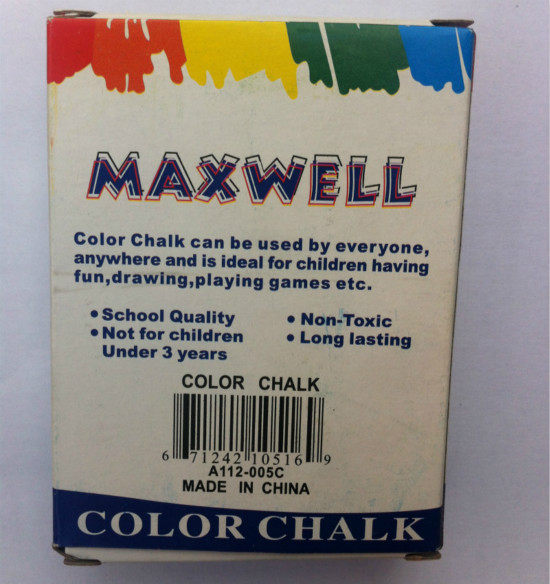 MAXWELL
Color Chalk can be used by everyone,
anywhere and is ideal for children having
fun,drawing,playing games etc.
• School Quality
• Not for children
Under 3 years
• Non-Toxic
• Long lasting
COLOR CHALK
6 71242 10516 9
A112-005C
MADE IN CHINA
COLOR CHALK